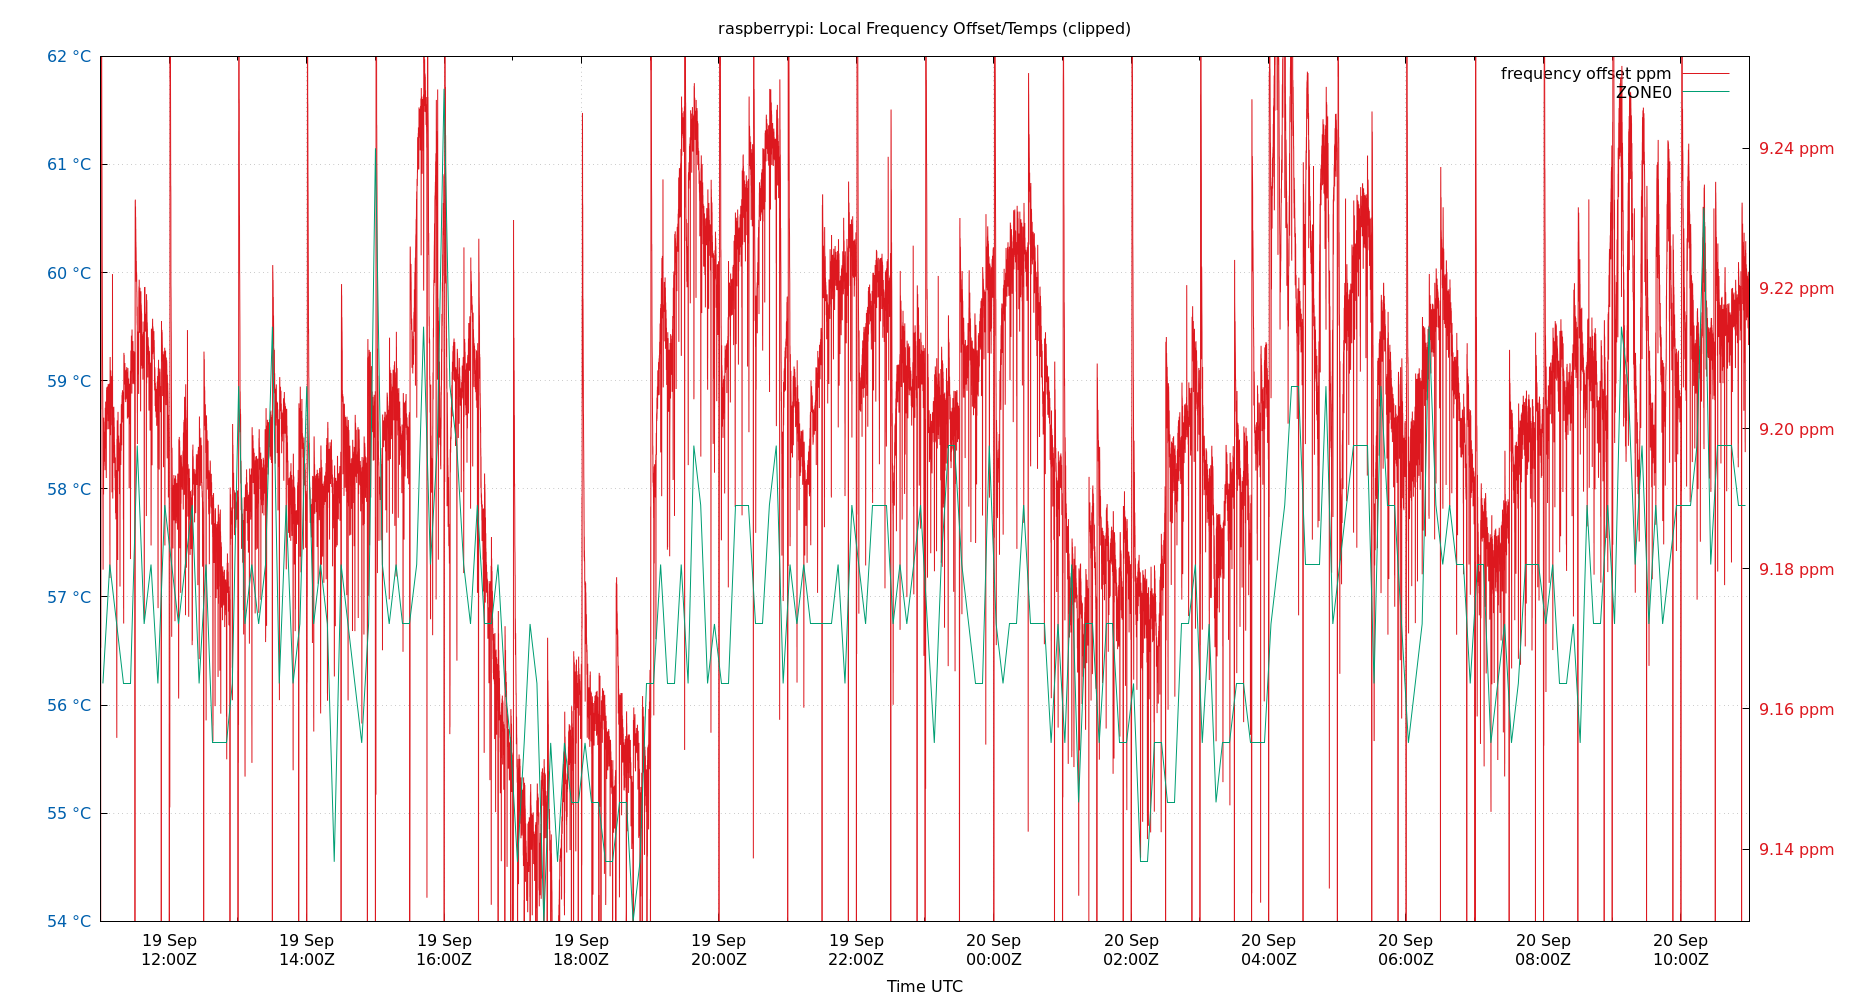 raspberrypi: Local Frequency Offset/Temps (clipped)
62 °C
61 °C
60 °C
59 °C
58 °C
57 °C
56 °C
55 °C
54 °C
frequency offset ppm
ZONE0
9.24 ppm
9.22 ppm
9.20 ppm
9.18 ppm
9.16 ppm
9.14 ppm
19 Sep 19 Sep 19 Sep 19 Sep 19 Sep 19 Sep 20 Sep 20 Sep 20 Sep 20 Sep 20 Sep 20 Sep
12:00Z 14:00Z 16:00Z 18:00Z 20:00Z 22:00Z 00:00Z 02:00Z 04:00Z 06:00Z 08:00Z 10:00Z
Time UTC